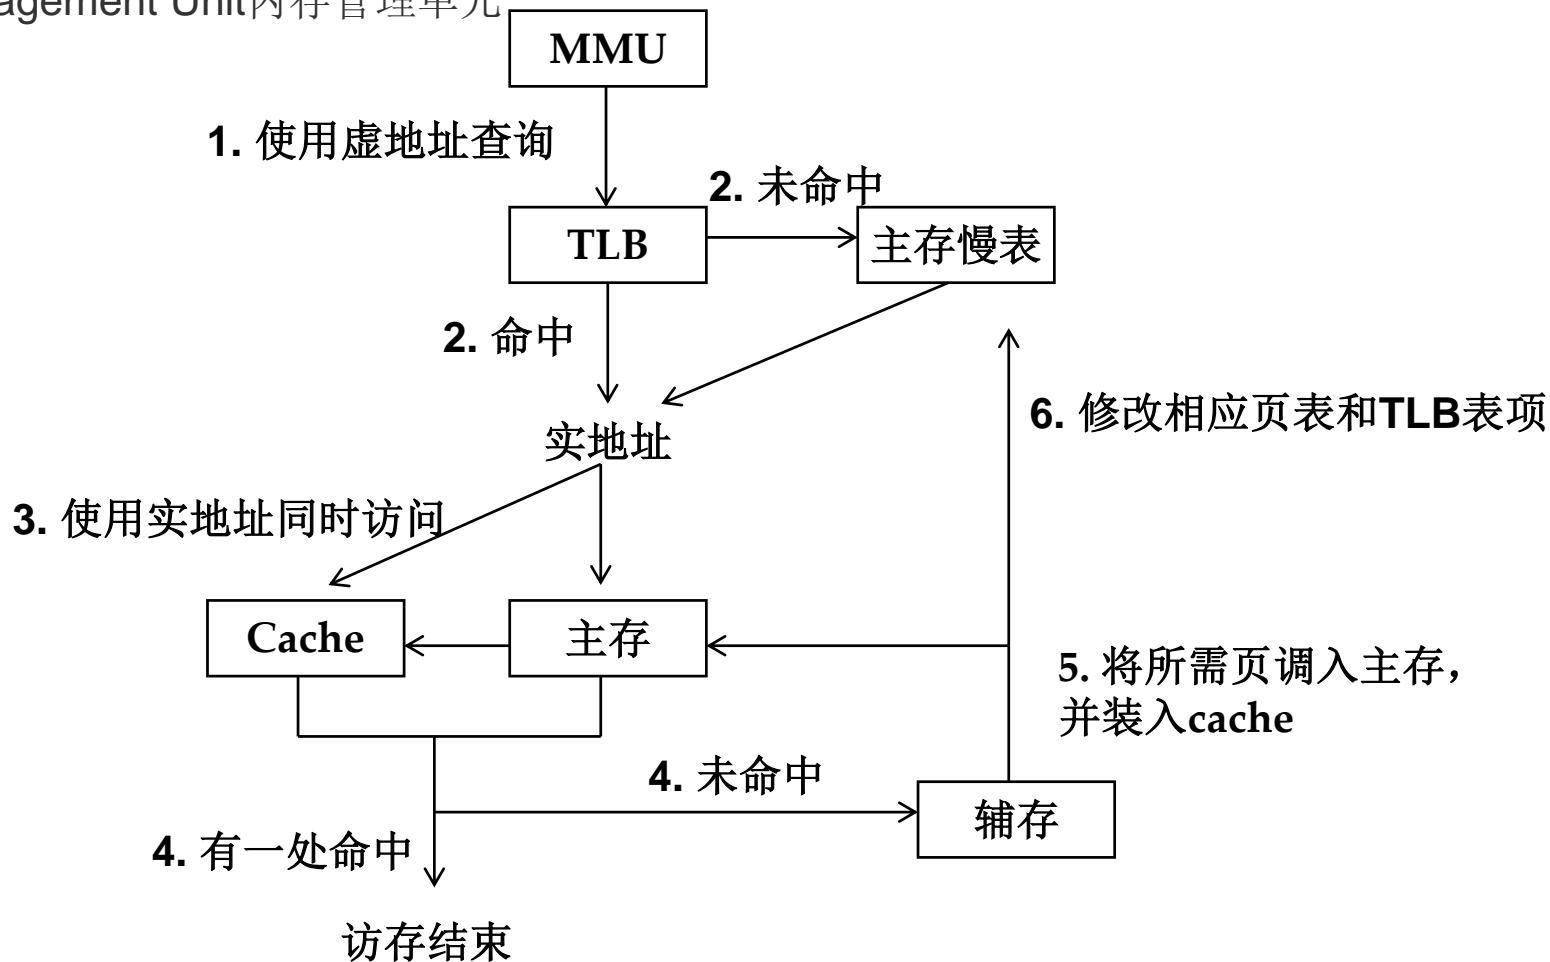 agement Unit内存管理单元
MMU
1. 使用虚地址查询
2. 未命中
TLB
主存慢表
2. 命中
6. 修改相应页表和TLB表项
实地址
3. 使用实地址同时访问
Cache
主存
5. 将所需页调入主存，
并装入cache
4. 未命中
辅存
4. 有一处命中
访存结束